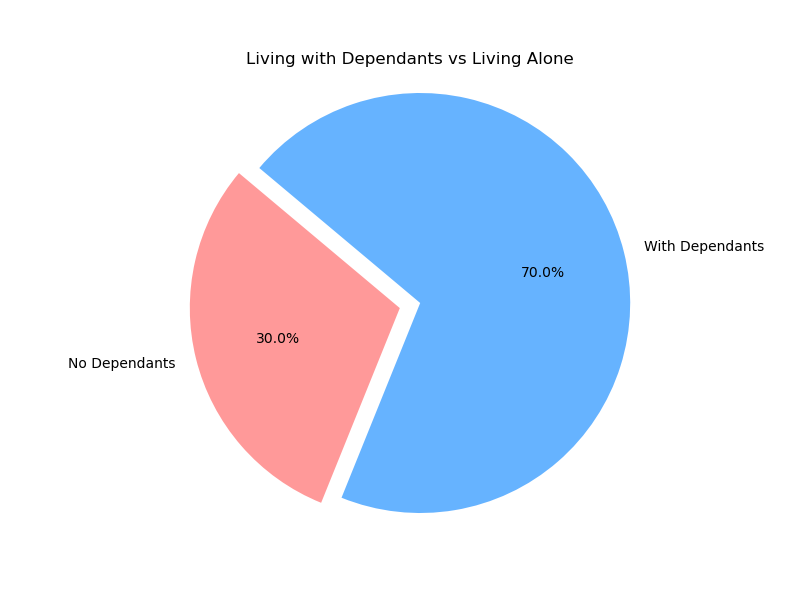 Living with Dependants vs Living Alone
With Dependants
70.0%
30.0%
No Dependants